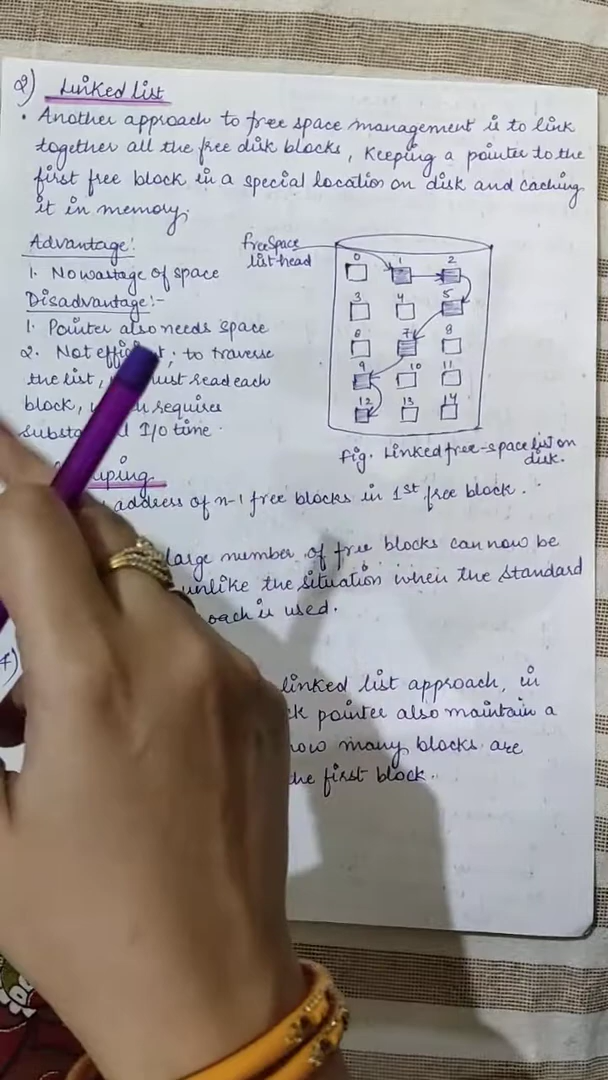 2) Linked list
• Another approach to free space management is to link
together all the free disk blocks, Keeping a pointer to the
first free block in a special location on disk and caching
it in memory.
Advantage:
1. No wastage of space
Disadvantage:-
1. Pointer also needs space
2. Not efficient; to traverse
the list, must read each
block, requires
I/O time.
free space
list head
0 1 2
3 4 5
6 7 8
9 10 11
12 13 14
fig. Linked free-space list on
disk.
address of n-1 free blocks in 1st free block.
large number of free blocks can now be
unlike the situation when the standard
is used.
4)
linked list approach, in
pointer also maintain a
how many blocks are
the first block.